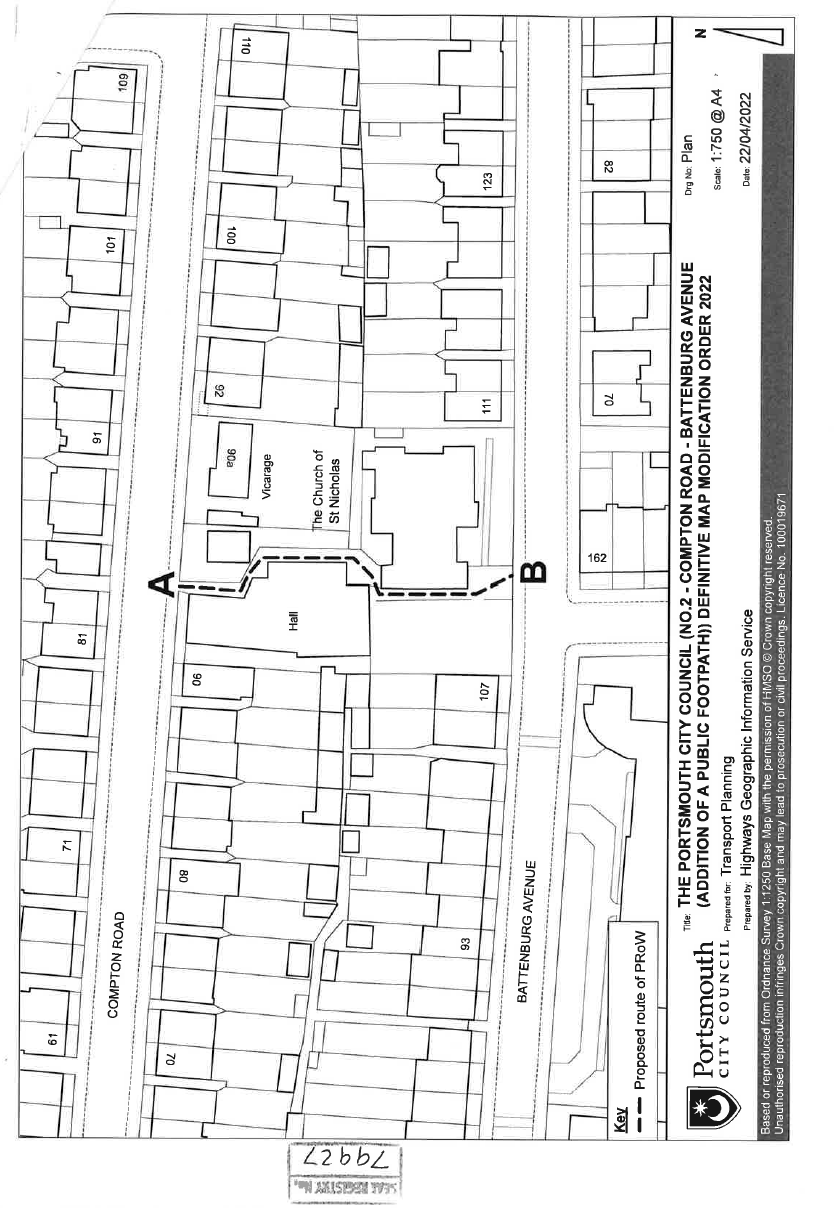 109
101
91
81
71
61
COMPTON ROAD
110
100
92
90a
Vicarage
The Church of
St Nicholas
A
B
Hall
90
80
70
123
111
107
93
BATTENBURG AVENUE
82
70
162
Key
Proposed route of PRoW
Portsmouth
CITY COUNCIL
Title: THE PORTSMOUTH CITY COUNCIL (NO.2 - COMPTON ROAD - BATTENBURG AVENUE
(ADDITION OF A PUBLIC FOOTPATH)) DEFINITIVE MAP MODIFICATION ORDER 2022
Prepared for: Transport Planning
Prepared by: Highways Geographic Information Service
Drg No: Plan
Scale: 1:750 @ A4
Date: 22/04/2022
N
Based or reproduced from Ordnance Survey 1:1250 Base Map with the permission of HMSO © Crown copyright reserved.
Unauthorised reproduction infringes Crown copyright and may lead to prosecution or civil proceedings. Licence No. 100019671
79927
SEAL REGISTRY No.